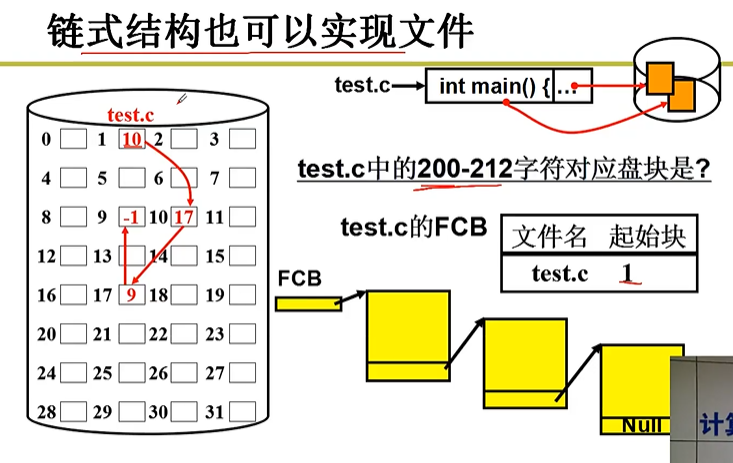 链式结构也可以实现文件
test.c
int main() {
...
test.c
0 1 10 2 3
4 5 6 7
8 9 -1 10 17 11
12 13 14 15
16 17 9 18 19
20 21 22 23
24 25 26 27
28 29 30 31
test.c中的200-212字符对应盘块是?
test.c的FCB
文件名 起始块
test.c 1
FCB
Null
计